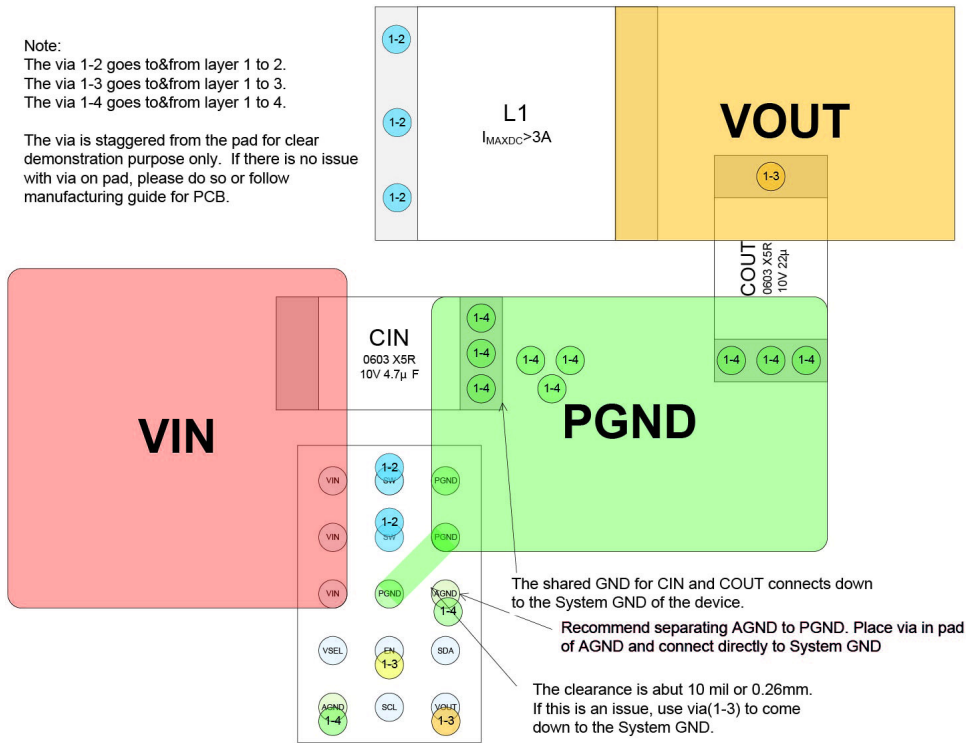 Note:
The via 1-2 goes to&from layer 1 to 2.
The via 1-3 goes to&from layer 1 to 3.
The via 1-4 goes to&from layer 1 to 4.
The via is staggered from the pad for clear
demonstration purpose only.  If there is no issue
with via on pad, please do so or follow
manufacturing guide for PCB.
1-2
1-2
1-2
L1
IMAXDC>3A
VOUT
1-3
COUT
0603 X5R
10V 22µ
VIN
CIN
0603 X5R
10V 4.7µ F
1-4
1-4
1-4
1-4
1-4
1-4
1-4
1-4
1-4
PGND
1-2
VIN
SW
PGND
1-2
VIN
SW
PGND
VIN
PGND
AGND
1-4
VSEL
EN
SDA
1-3
AGND
SCL
VOUT
1-4
1-3
The shared GND for CIN and COUT connects down
to the System GND of the device.
Recommend separating AGND to PGND. Place via in pad
of AGND and connect directly to System GND
The clearance is abut 10 mil or 0.26mm.
If this is an issue, use via(1-3) to come
down to the System GND.